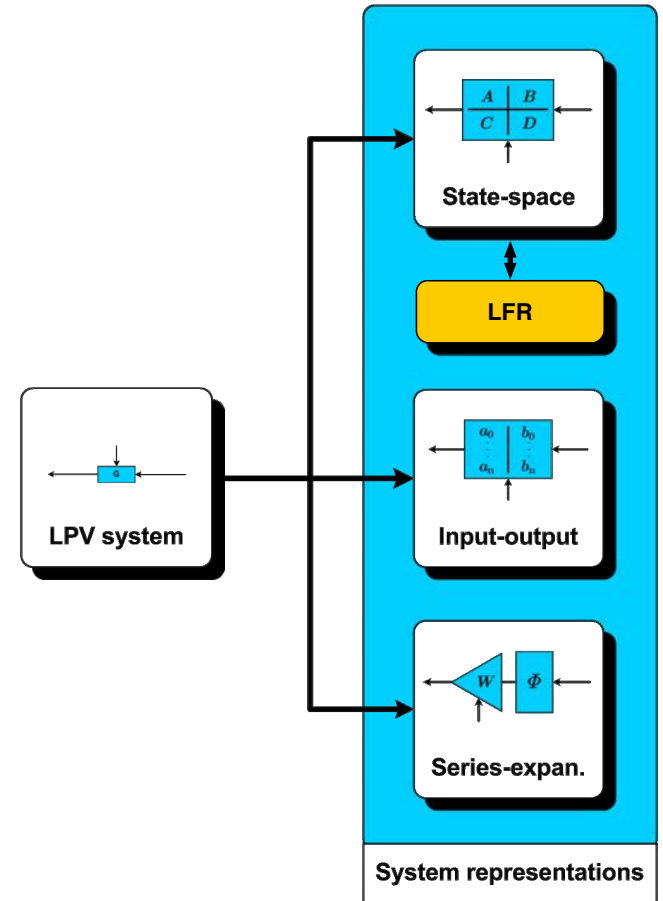 A B
C D
State-space
LFR
G
LPV system
a₀ b₀
⋮ ⋮
aₙ bₙ
Input-output
W Φ
Series-expan.
System representations